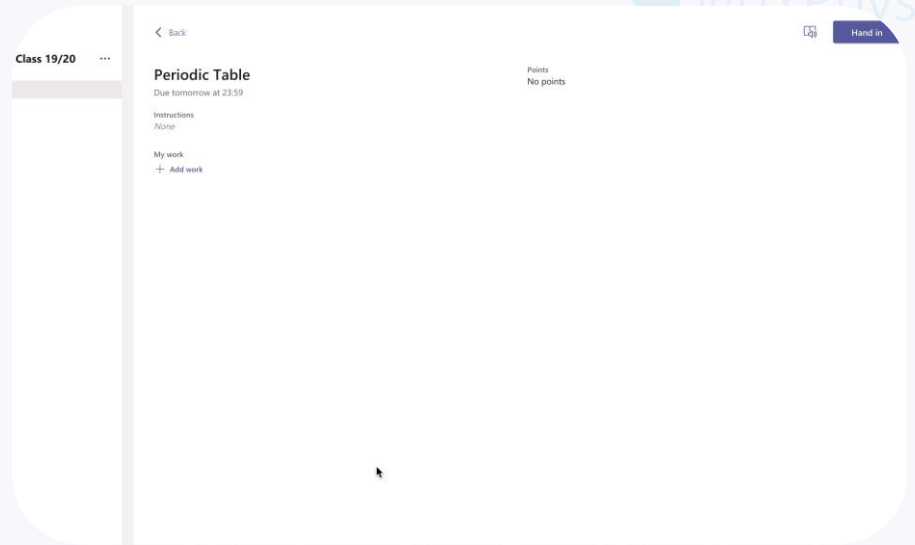 Back
Hand in
Class 19/20
Periodic Table
Due tomorrow at 23:59
Points
No points
Instructions
None
My work
Add work